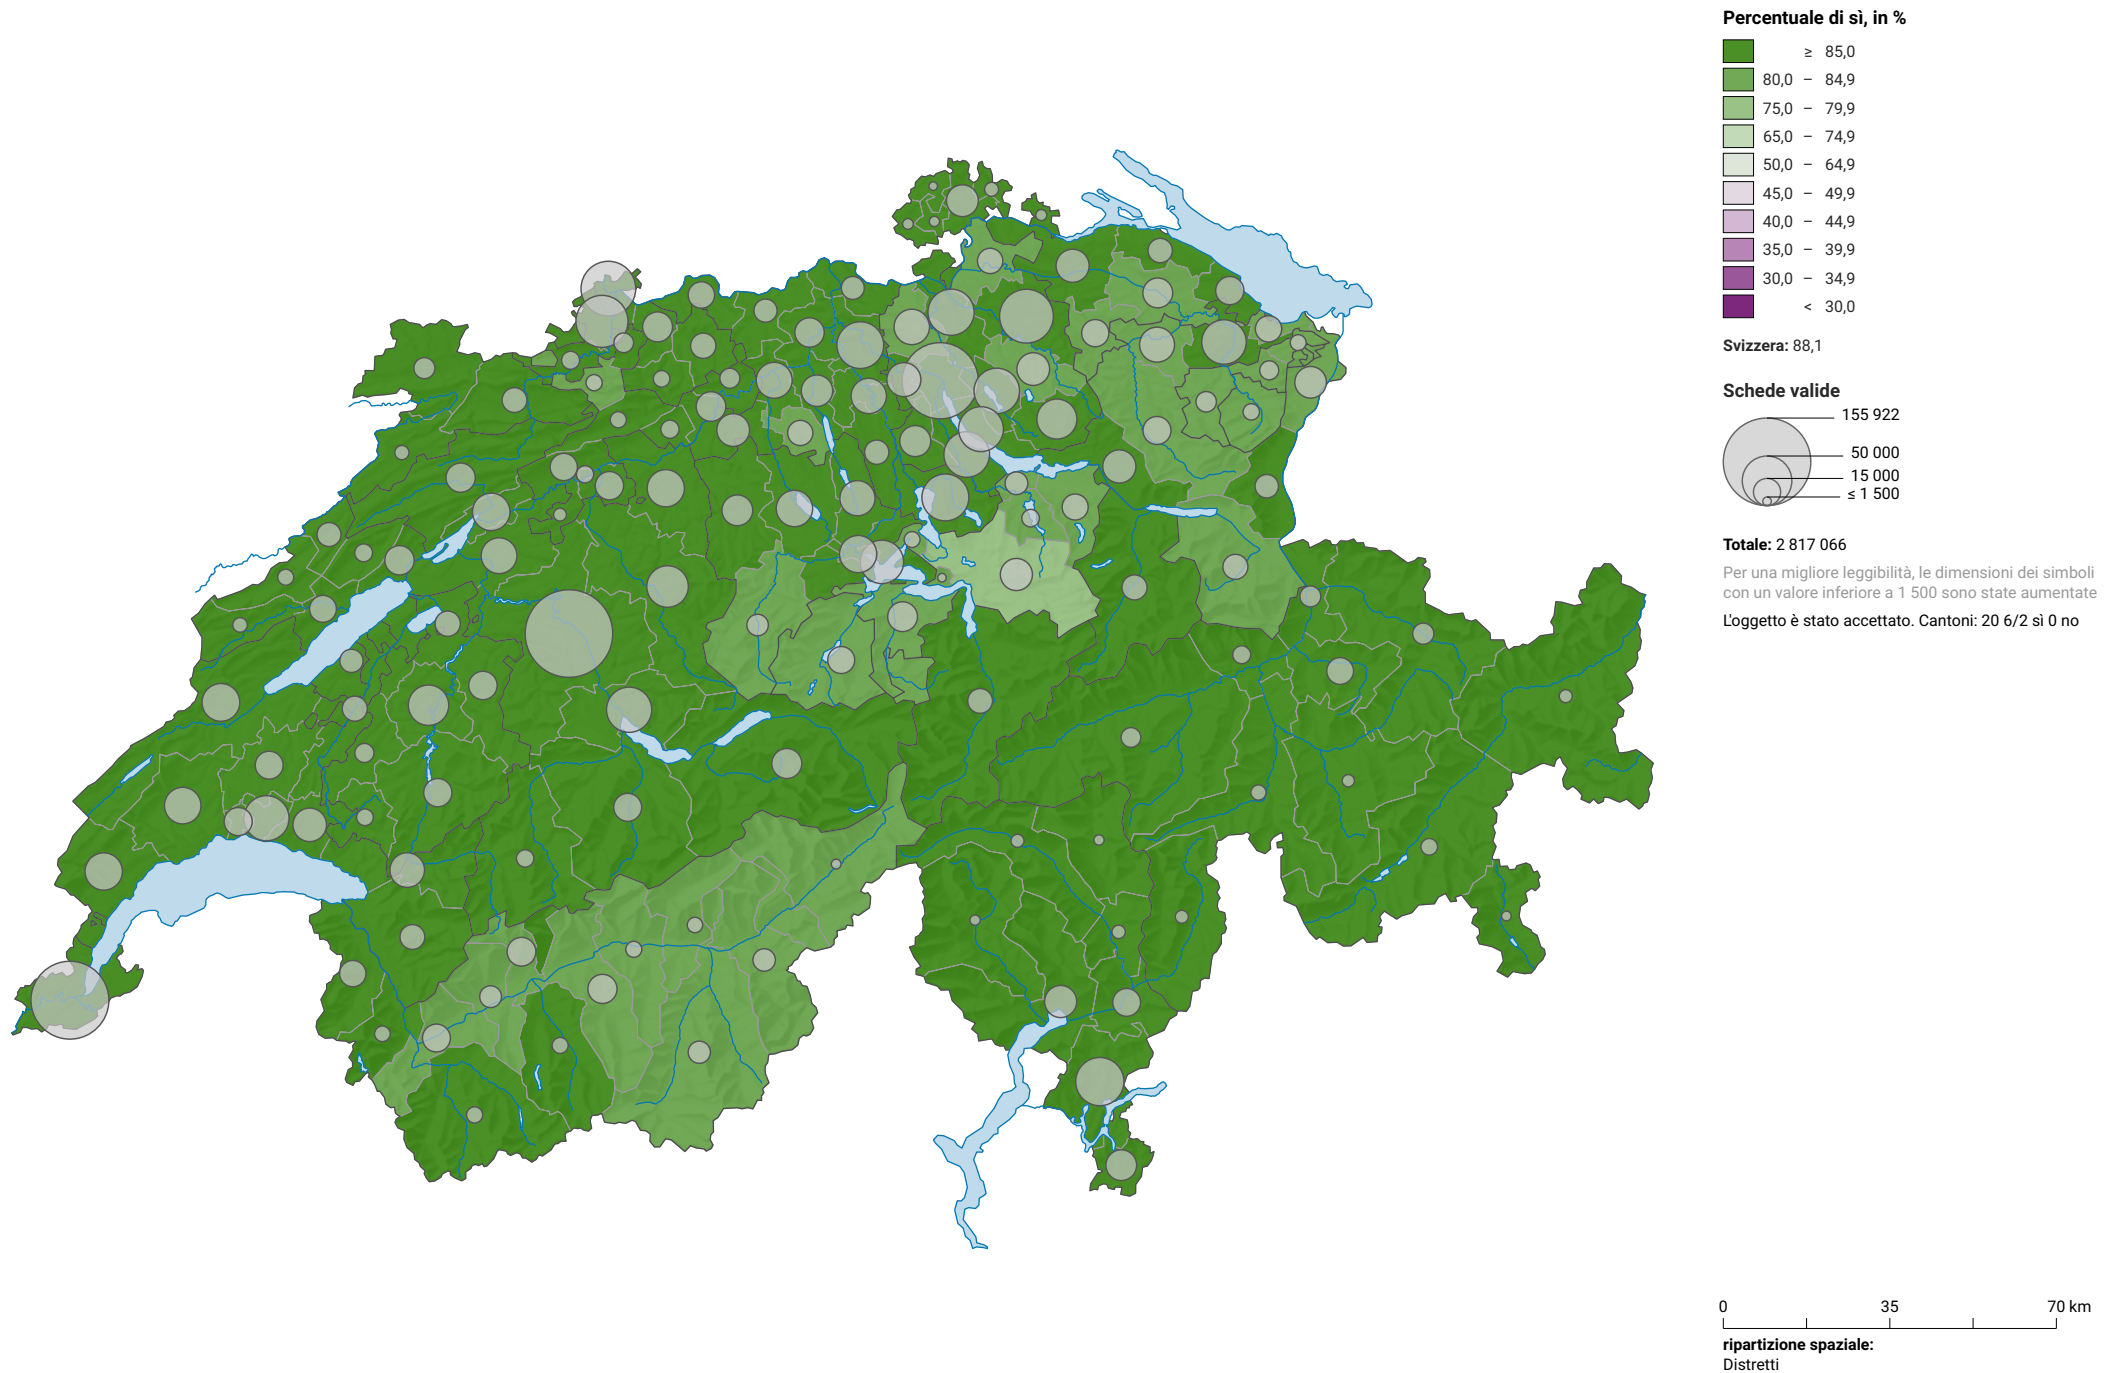 Percentuale di sì, in %
≥ 85,0
80,0 – 84,9
75,0 – 79,9
65,0 – 74,9
50,0 – 64,9
45,0 – 49,9
40,0 – 44,9
35,0 – 39,9
30,0 – 34,9
< 30,0
Svizzera: 88,1
Schede valide
155 922
50 000
15 000
≤ 1 500
Totale: 2 817 066
Per una migliore leggibilità, le dimensioni dei simboli
con un valore inferiore a 1 500 sono state aumentate
L'oggetto è stato accettato. Cantoni: 20 6/2 sì 0 no
0 35 70 km
ripartizione spaziale:
Distretti